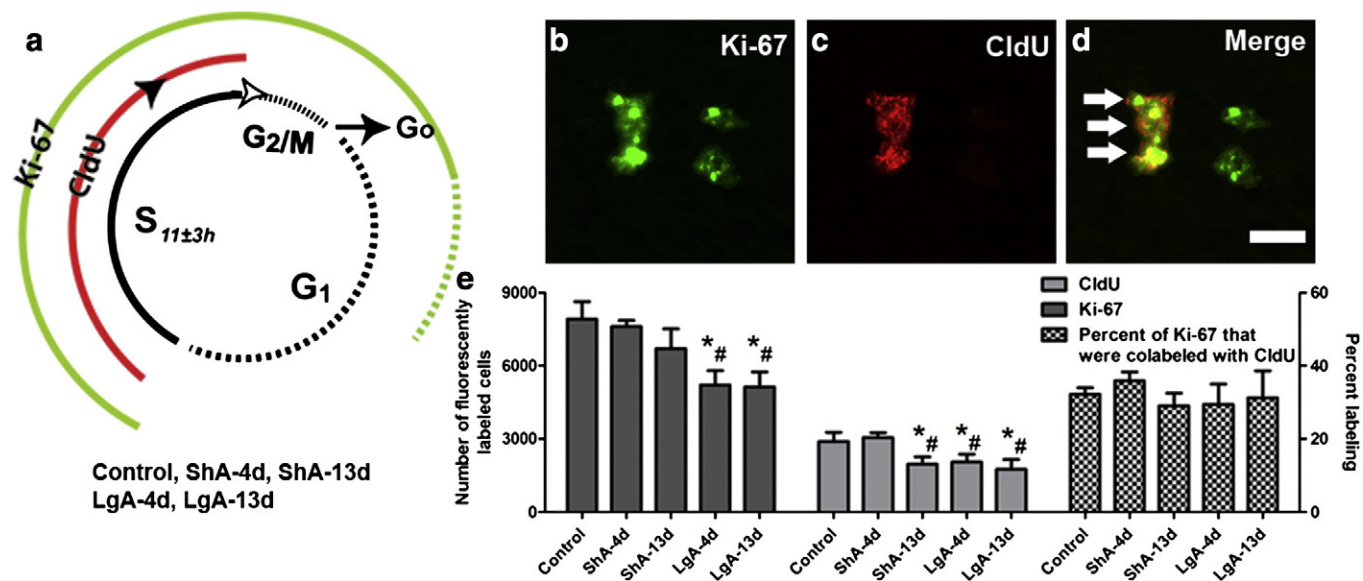 a
Ki-67
CldU
S 11±3h
G2/M
Go
G1
Control, ShA-4d, ShA-13d
LgA-4d, LgA-13d
b
Ki-67
c
CldU
d
Merge
e
Number of fluorescently
labeled cells
9000
6000
3000
0
Control
ShA-4d
ShA-13d
LgA-4d
LgA-13d
*#
*#
Control
ShA-4d
ShA-13d
LgA-4d
LgA-13d
*#
*#
*#
CldU
Ki-67
Percent of Ki-67 that
were colabeled with CldU
Control
ShA-4d
ShA-13d
LgA-4d
LgA-13d
60
40
20
0
Percent labeling